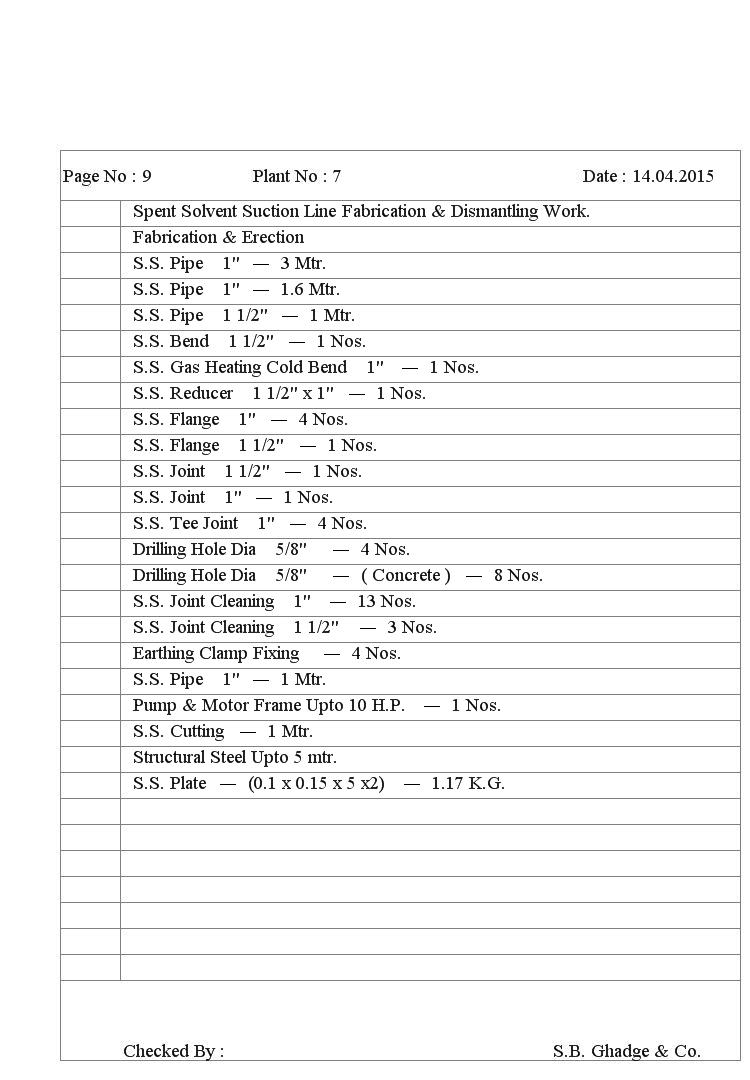 Page No : 9 Plant No : 7 Date : 14.04.2015
Spent Solvent Suction Line Fabrication & Dismantling Work.
Fabrication & Erection
S.S. Pipe 1" — 3 Mtr.
S.S. Pipe 1" — 1.6 Mtr.
S.S. Pipe 1 1/2" — 1 Mtr.
S.S. Bend 1 1/2" — 1 Nos.
S.S. Gas Heating Cold Bend 1" — 1 Nos.
S.S. Reducer 1 1/2" x 1" — 1 Nos.
S.S. Flange 1" — 4 Nos.
S.S. Flange 1 1/2" — 1 Nos.
S.S. Joint 1 1/2" — 1 Nos.
S.S. Joint 1" — 1 Nos.
S.S. Tee Joint 1" — 4 Nos.
Drilling Hole Dia 5/8" — 4 Nos.
Drilling Hole Dia 5/8" — ( Concrete ) — 8 Nos.
S.S. Joint Cleaning 1" — 13 Nos.
S.S. Joint Cleaning 1 1/2" — 3 Nos.
Earthing Clamp Fixing — 4 Nos.
S.S. Pipe 1" — 1 Mtr.
Pump & Motor Frame Upto 10 H.P. — 1 Nos.
S.S. Cutting — 1 Mtr.
Structural Steel Upto 5 mtr.
S.S. Plate — (0.1 x 0.15 x 5 x2) — 1.17 K.G.
Checked By : S.B. Ghadge & Co.